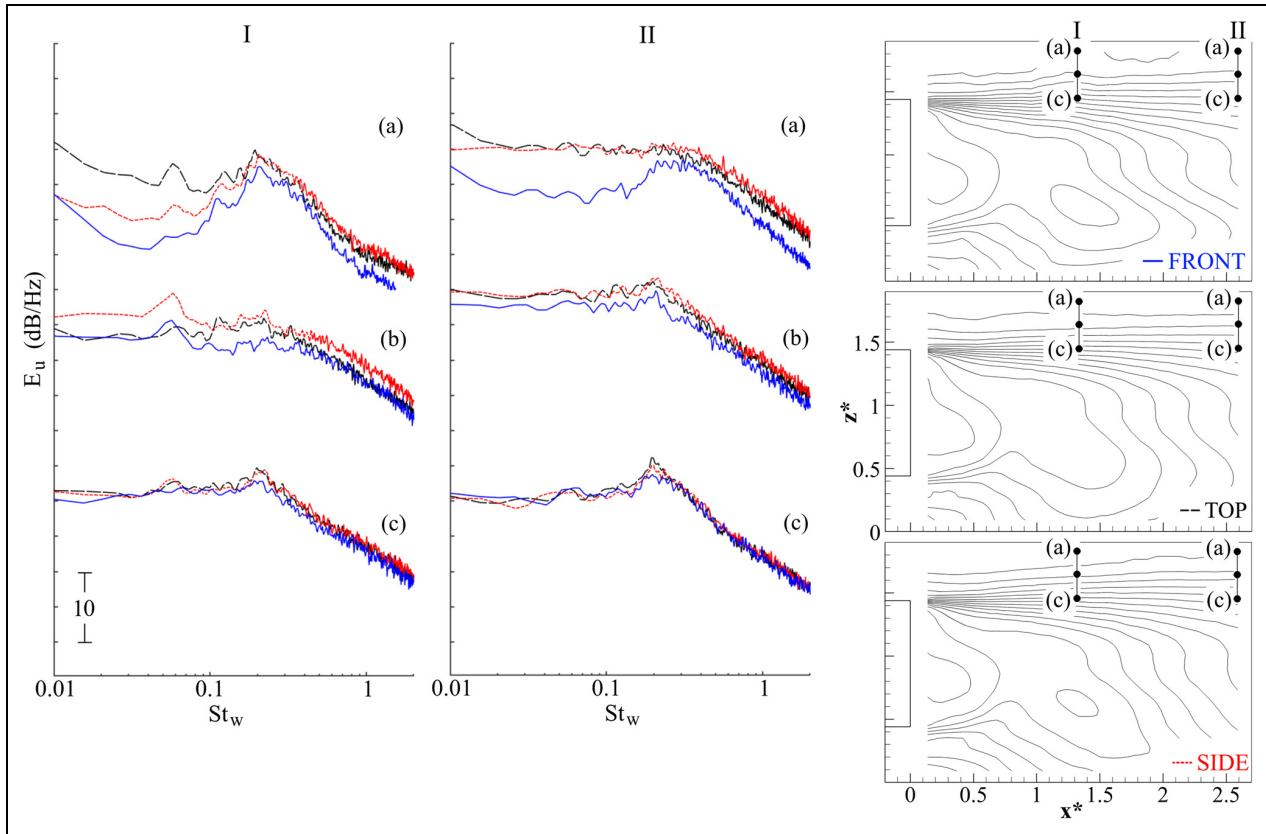 I
II
(a)
(b)
(c)
(a)
(b)
(c)
E_u (dB/Hz)
10
0.01
0.1
1
0.01
0.1
1
St_w
St_w
I
II
(a)
(a)
(c)
(c)
— FRONT
(a)
(a)
(c)
(c)
1.5
1
0.5
0
z*
-- TOP
(a)
(a)
(c)
(c)
--- SIDE
0
0.5
1
1.5
2
2.5
x*